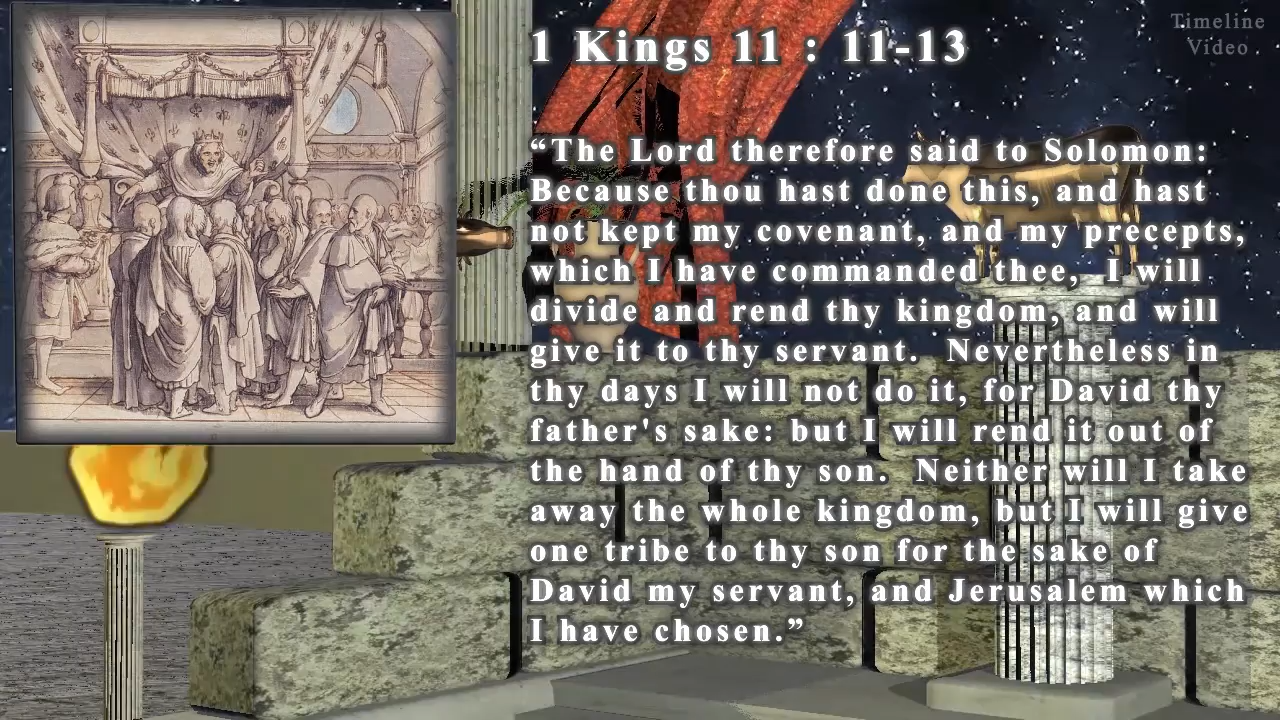 1 Kings 11 : 11-13
Timeline
Video
“The Lord therefore said to Solomon:
Because thou hast done this, and hast
not kept my covenant, and my precepts,
which I have commanded thee, I will
divide and rend thy kingdom, and will
give it to thy servant. Nevertheless in
thy days I will not do it, for David thy
father's sake: but I will rend it out of
the hand of thy son. Neither will I take
away the whole kingdom, but I will give
one tribe to thy son for the sake of
David my servant, and Jerusalem which
I have chosen.”